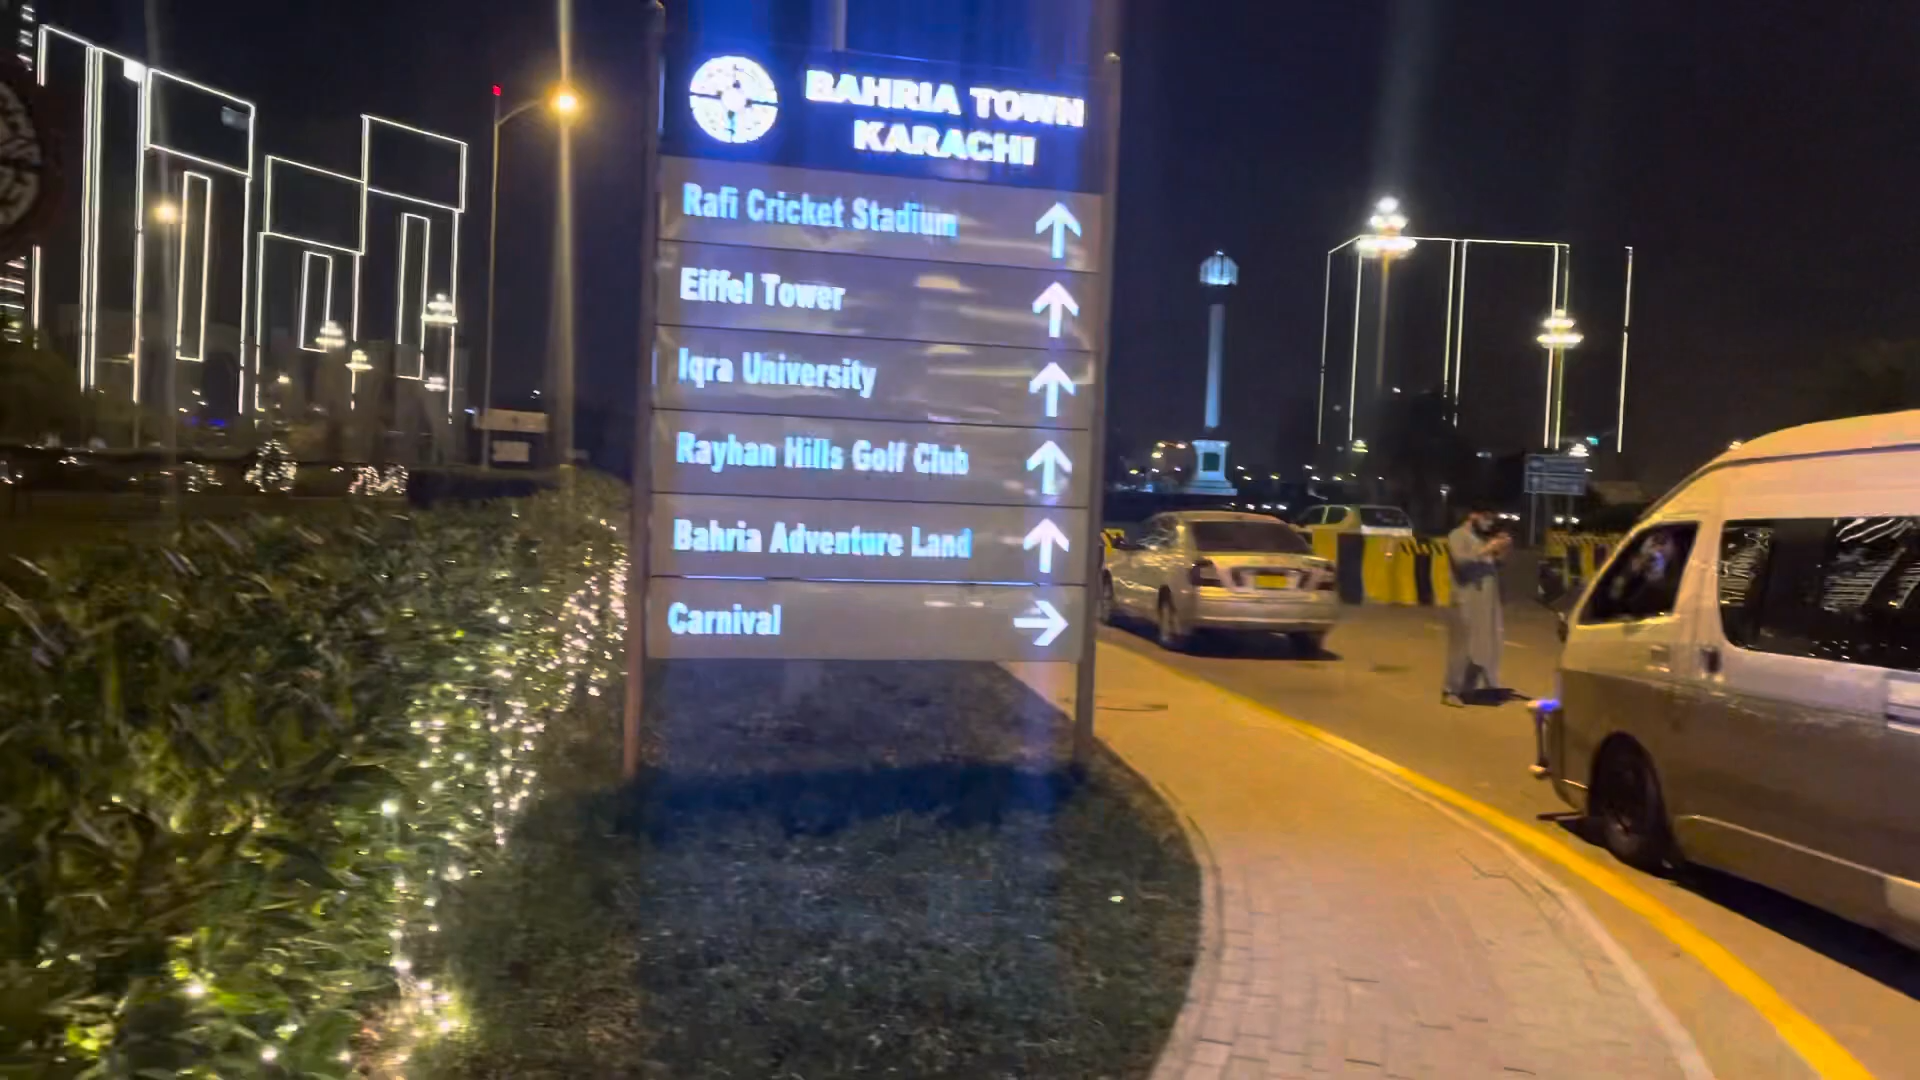 BAHRIA TOWN
KARACHI
Rafi Cricket Stadium
Eiffel Tower
Iqra University
Rayhan Hills Golf Club
Bahria Adventure Land
Carnival